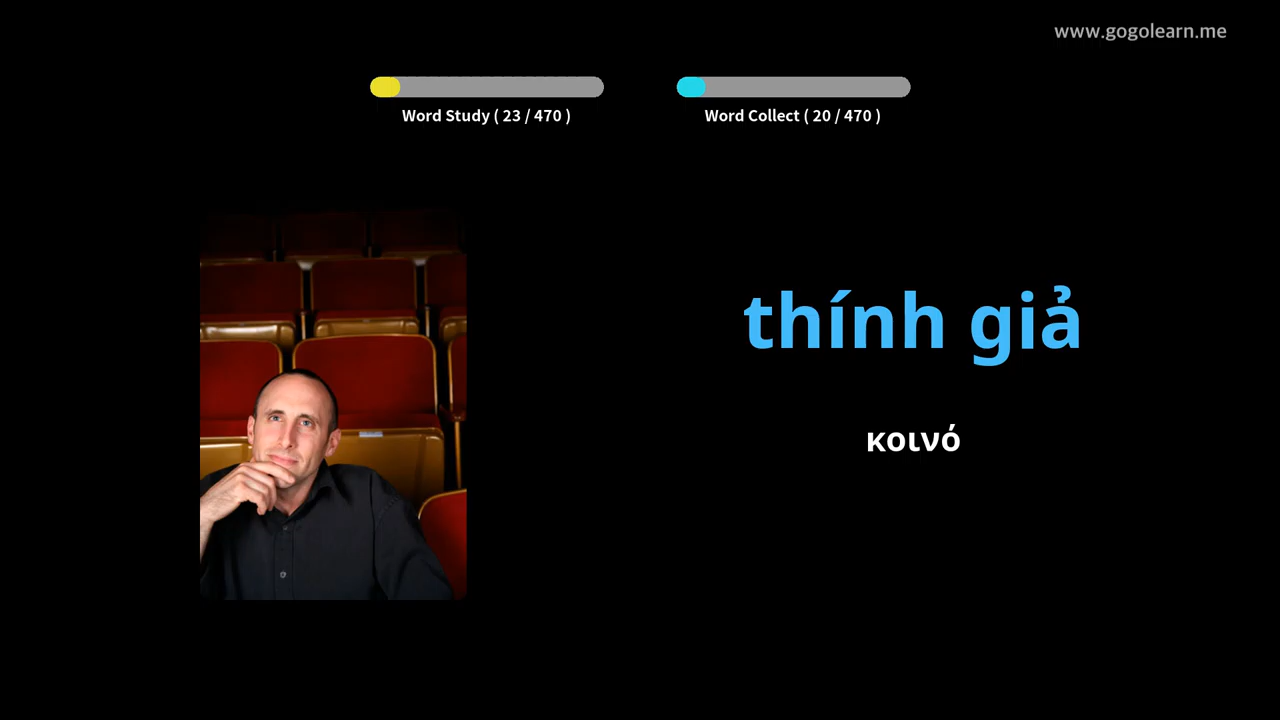 www.gogolearn.me
Word Study ( 23 / 470 )
Word Collect ( 20 / 470 )
thính giả
κοινό